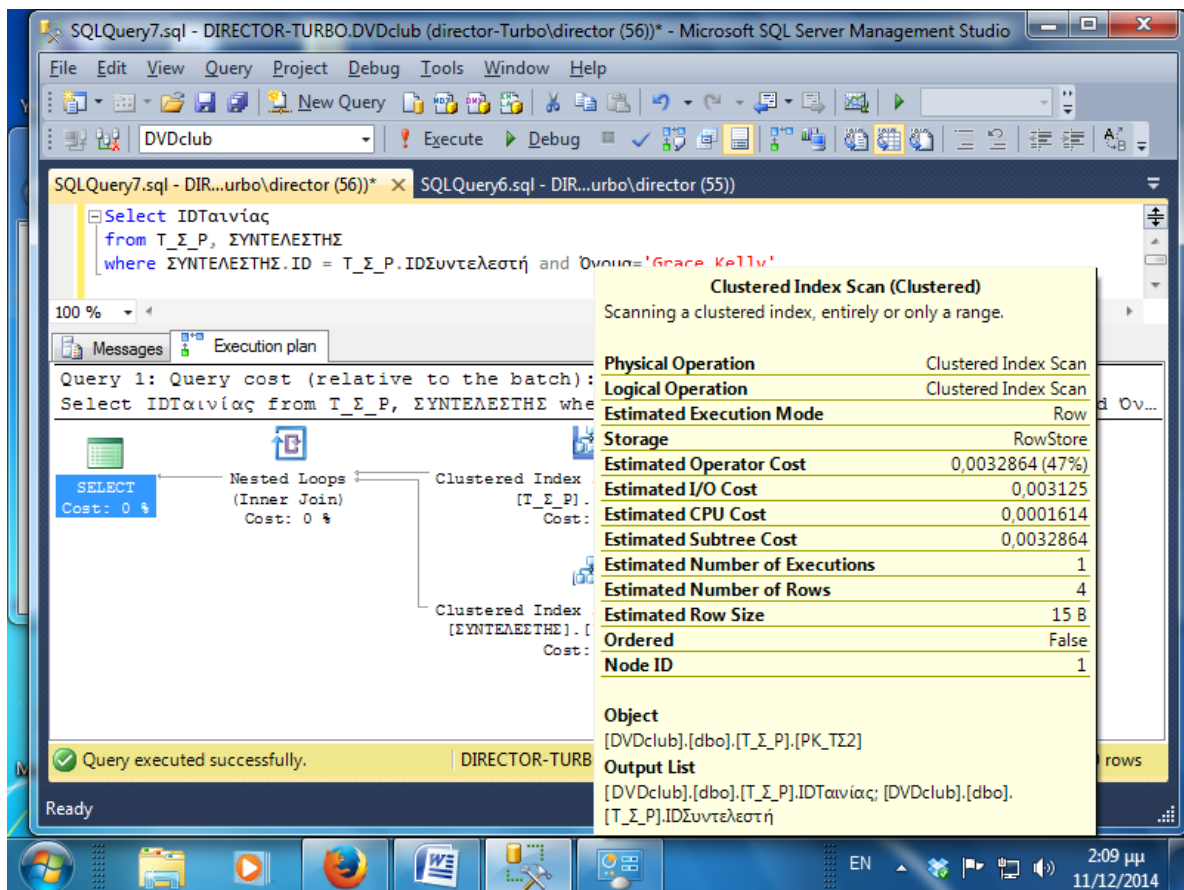 SQLQuery7.sql - DIRECTOR-TURBO.DVDclub (director-Turbo\director (56))* - Microsoft SQL Server Management Studio
File Edit View Query Project Debug Tools Window Help
New Query
DVDclub Execute Debug
SQLQuery7.sql - DIR...urbo\director (56))* SQLQuery6.sql - DIR...urbo\director (55))
Select IDΤαινίας
from Τ_Σ_Ρ, ΣΥΝΤΕΛΕΣΤΗΣ
where ΣΥΝΤΕΛΕΣΤΗΣ.ID = Τ_Σ_Ρ.IDΣυντελεστή and Όνομα='Grace Kelly'
100 %
Messages Execution plan
Query 1: Query cost (relative to the batch):
Select IDΤαινίας from Τ_Σ_Ρ, ΣΥΝΤΕΛΕΣΤΗΣ whe
d Όν...
SELECT
Cost: 0 %
Nested Loops
(Inner Join)
Cost: 0 %
Clustered Index
[Τ_Σ_Ρ].
Cost:
Clustered Index
[ΣΥΝΤΕΛΕΣΤΗΣ].[
Cost:
Clustered Index Scan (Clustered)
Scanning a clustered index, entirely or only a range.
Physical Operation Clustered Index Scan
Logical Operation Clustered Index Scan
Estimated Execution Mode Row
Storage RowStore
Estimated Operator Cost 0,0032864 (47%)
Estimated I/O Cost 0,003125
Estimated CPU Cost 0,0001614
Estimated Subtree Cost 0,0032864
Estimated Number of Executions 1
Estimated Number of Rows 4
Estimated Row Size 15 B
Ordered False
Node ID 1
Object
[DVDclub].[dbo].[Τ_Σ_Ρ].[PK_ΤΣ2]
Output List
[DVDclub].[dbo].[Τ_Σ_Ρ].IDΤαινίας; [DVDclub].[dbo].
[Τ_Σ_Ρ].IDΣυντελεστή
Query executed successfully. DIRECTOR-TURB rows
Ready
EN 2:09 μμ
11/12/2014